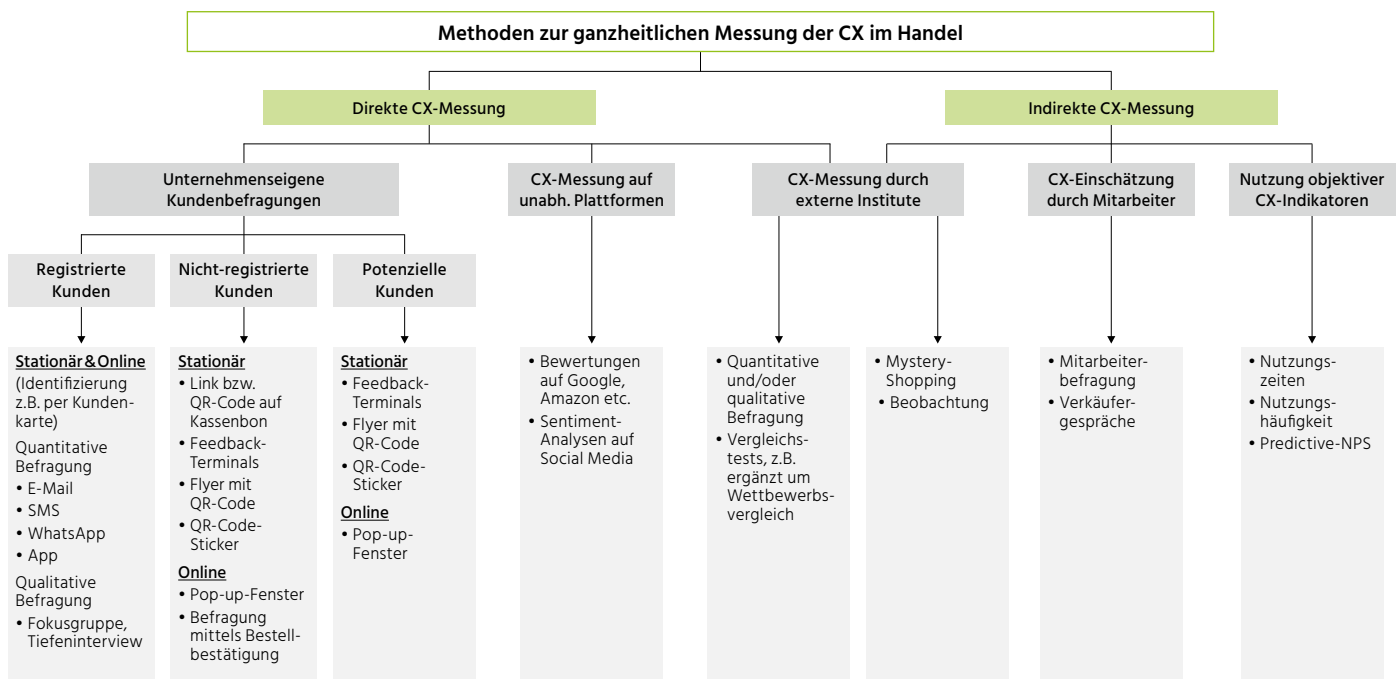 Methoden zur ganzheitlichen Messung der CX im Handel
Direkte CX-Messung
Indirekte CX-Messung
Unternehmenseigene
Kundenbefragungen
CX-Messung auf
unabh. Plattformen
CX-Messung durch
externe Institute
CX-Einschätzung
durch Mitarbeiter
Nutzung objektiver
CX-Indikatoren
Registrierte
Kunden
Nicht-registrierte
Kunden
Potenzielle
Kunden
Stationär & Online
(Identifizierung
z.B. per Kunden-
karte)
Quantitative
Befragung
• E-Mail
• SMS
• WhatsApp
• App
Qualitative
Befragung
• Fokusgruppe,
Tiefeninterview
Stationär
• Link bzw.
QR-Code auf
Kassenbon
• Feedback-
Terminals
• Flyer mit
QR-Code
• QR-Code-
Sticker
Online
• Pop-up-Fenster
• Befragung
mittels Bestell-
bestätigung
Stationär
• Feedback-
Terminals
• Flyer mit
QR-Code
• QR-Code-
Sticker
Online
• Pop-up-
Fenster
• Bewertungen
auf Google,
Amazon etc.
• Sentiment-
Analysen auf
Social Media
• Quantitative
und/oder
qualitative
Befragung
• Vergleichs-
tests, z.B.
ergänzt um
Wettbewerbs-
vergleich
• Mystery-
Shopping
• Beobachtung
• Mitarbeiter-
befragung
• Verkäufer-
gespräche
• Nutzungs-
zeiten
• Nutzungs-
häufigkeit
• Predictive-NPS